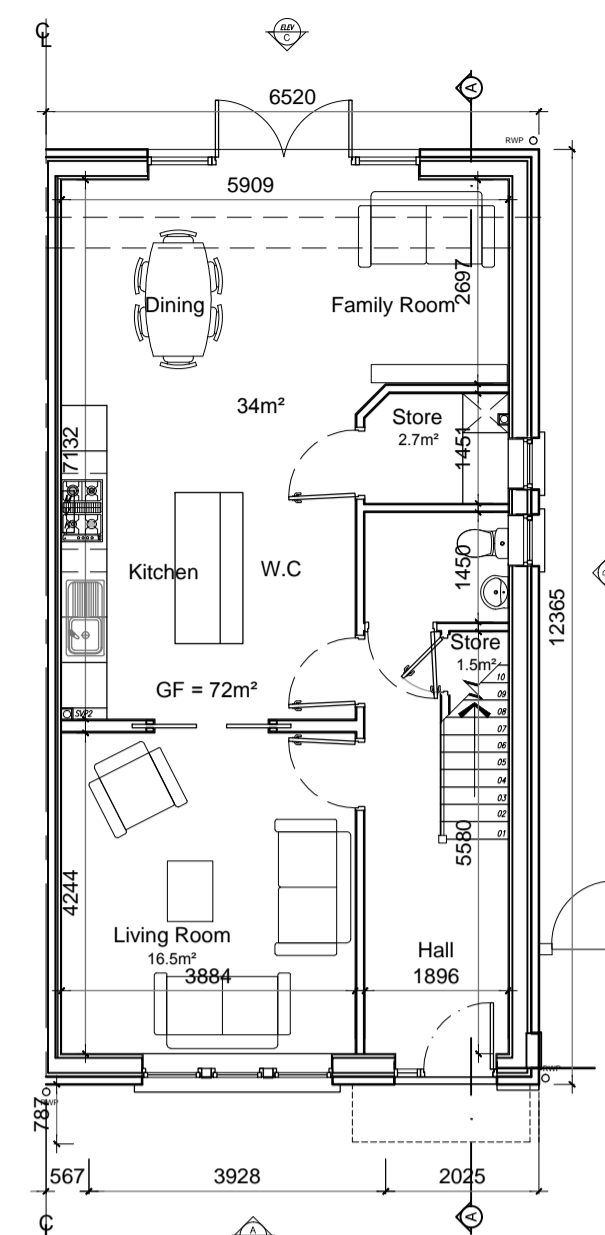 CL
ELEV
C
6520
A
RWP
5909
2697
Dining
Family Room
34m²
Store
2.7m²
1451
7132
Kitchen
W.C
1450
12365
Store
1.5m²
GF = 72m²
SVP2
10
09
08
07
06
05
04
03
02
01
5580
4244
Living Room
16.5m²
3884
Hall
1896
RWP
RWP
787
567
3928
2025
C
A
A